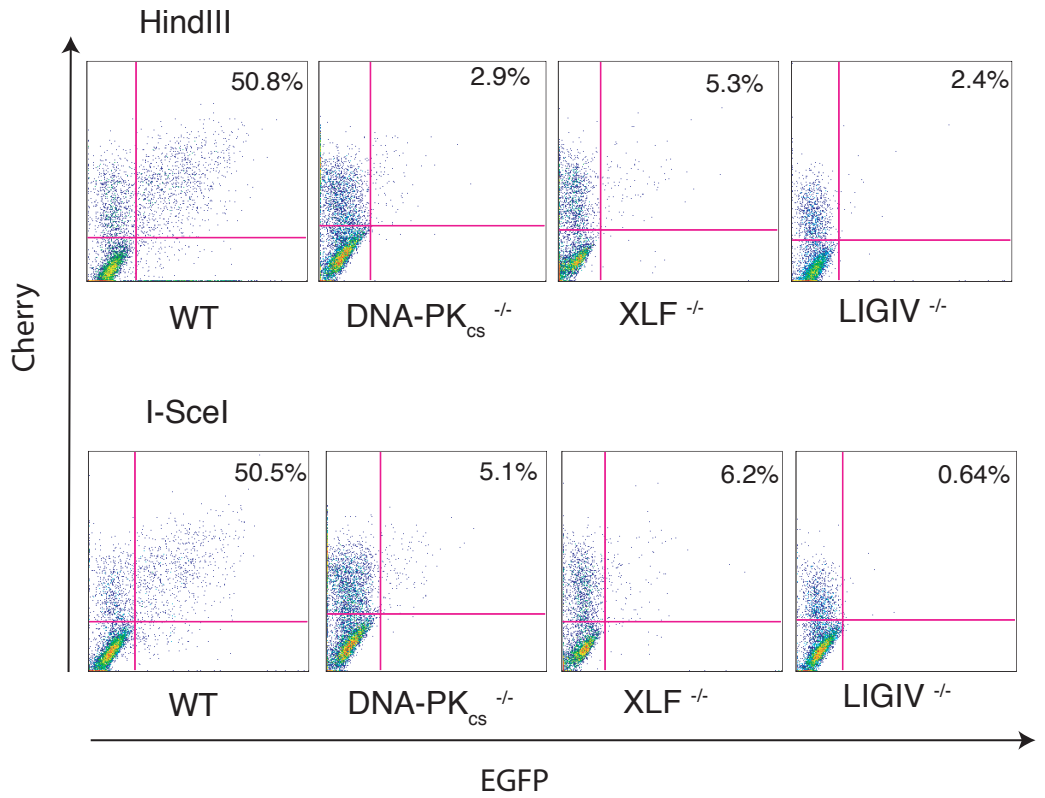 HindIII
50.8%
2.9%
5.3%
2.4%
WT
DNA-PKcs -/-
XLF -/-
LIGIV -/-
Cherry
I-SceI
50.5%
5.1%
6.2%
0.64%
WT
DNA-PKcs -/-
XLF -/-
LIGIV -/-
EGFP